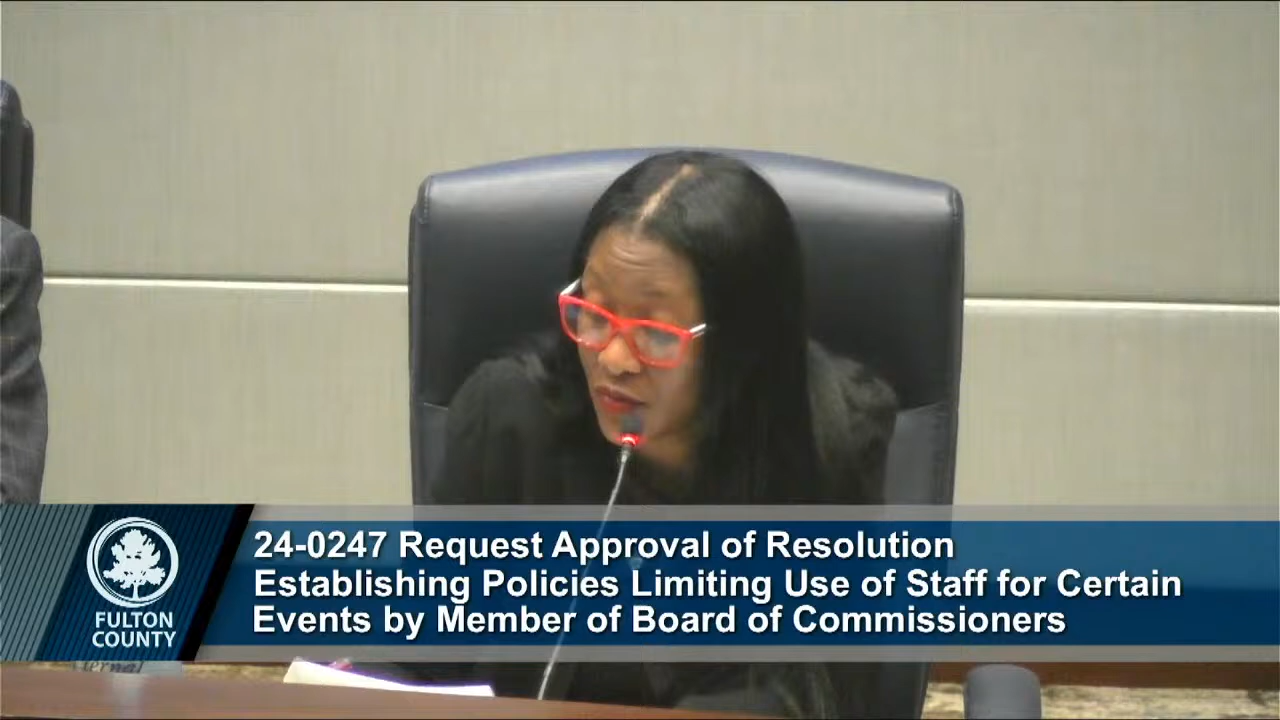 24-0247 Request Approval of Resolution
Establishing Policies Limiting Use of Staff for Certain
Events by Member of Board of Commissioners
FULTON
COUNTY